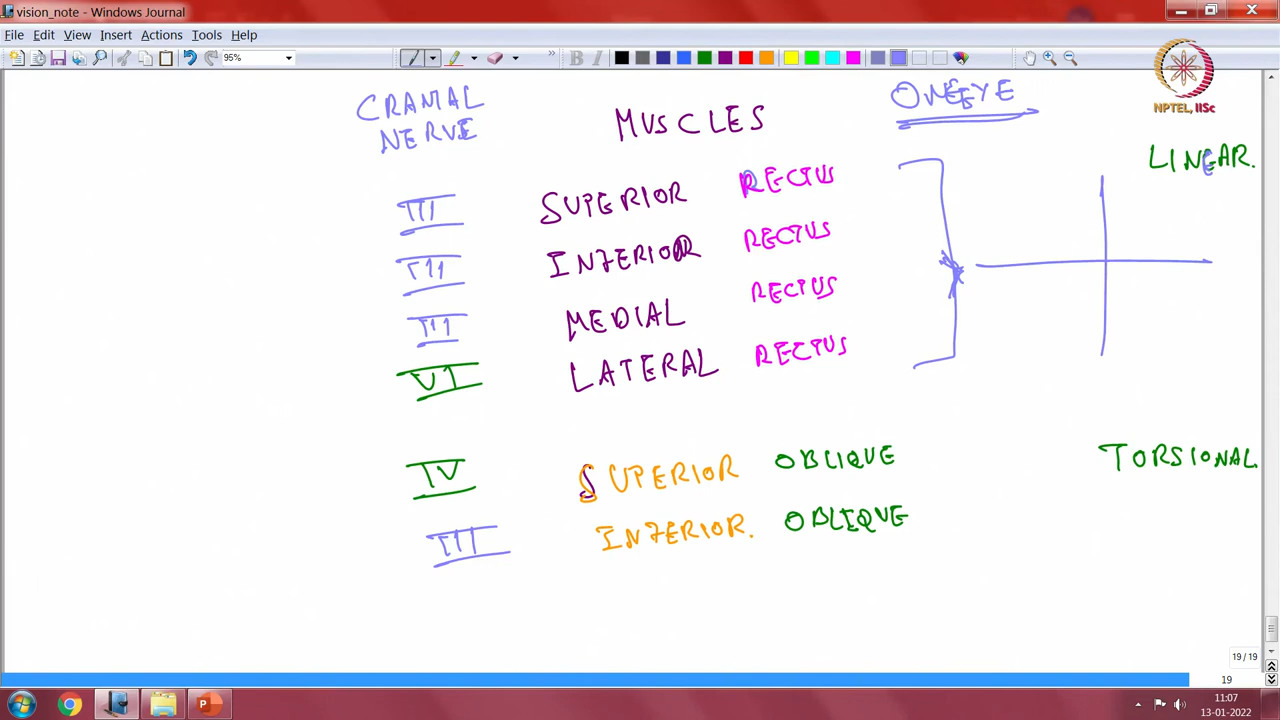 vision_note - Windows Journal
File Edit View Insert Actions Tools Help
95%
NPTEL, IISc
CRANIAL NERVE
MUSCLES
ONE EYE
LINEAR.
III SUPERIOR RECTUS
III INFERIOR RECTUS
III MEDIAL RECTUS
VI LATERAL RECTUS
IV SUPERIOR OBLIQUE TORSIONAL
III INFERIOR. OBLIQUE
19 / 19
19
11:07
13-01-2022